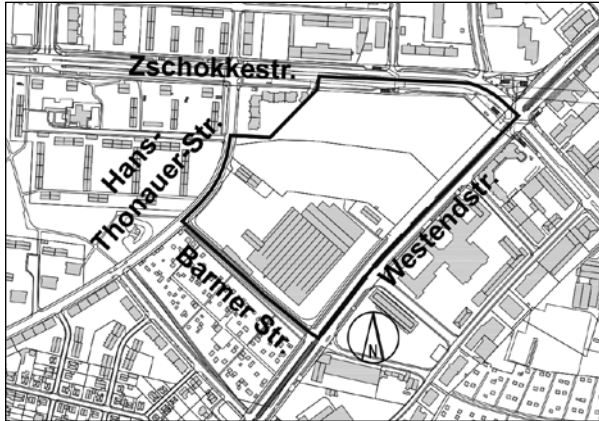 Zschokkestr.
Hans-
Thonauer-Str.
Westendstr.
Barmer Str.
N